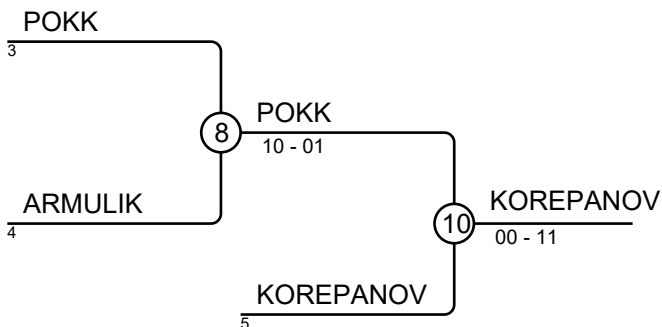 POKK
3
8
POKK
10 - 01
ARMULIK
4
10
KOREPANOV
00 - 11
KOREPANOV
5